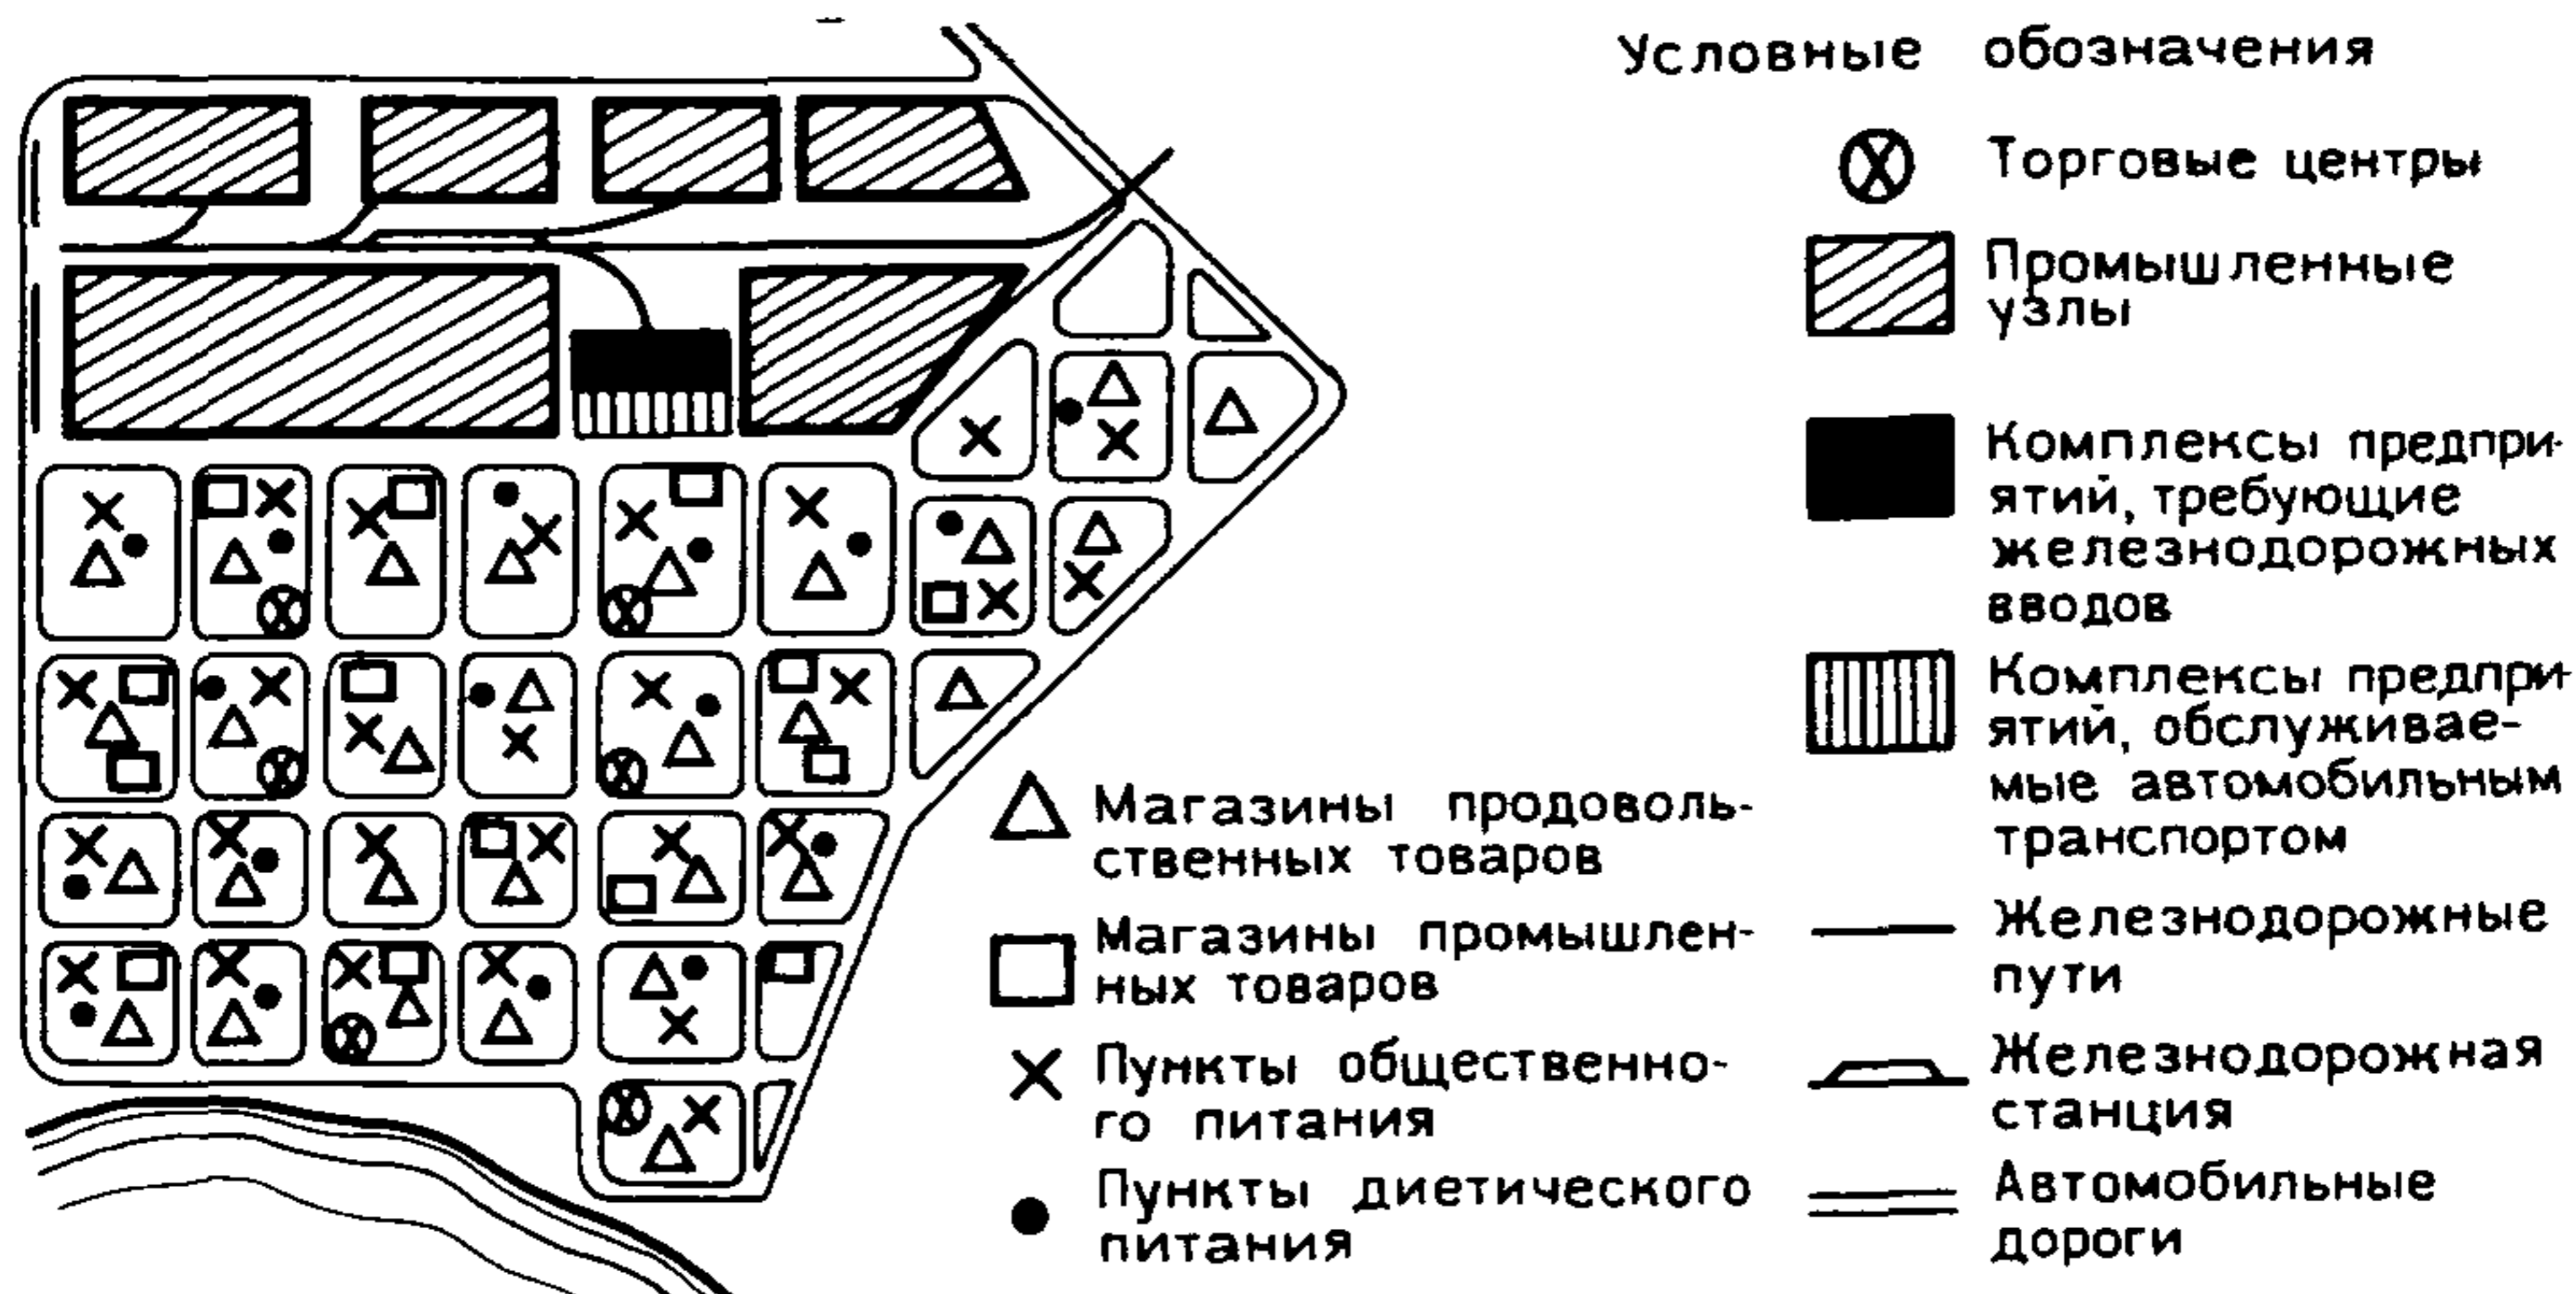 Условные обозначения
Торговые центры
Промышленные
узлы
Комплексы предпри-
ятий, требующие
железнодорожных
вводов
Комплексы предпри-
ятий, обслуживае-
мые автомобильным
транспортом
Железнодорожные
пути
Железнодорожная
станция
Автомобильные
дороги
Магазины продоволь-
ственных товаров
Магазины промышлен-
ных товаров
Пункты общественно-
го питания
Пункты диетического
питания